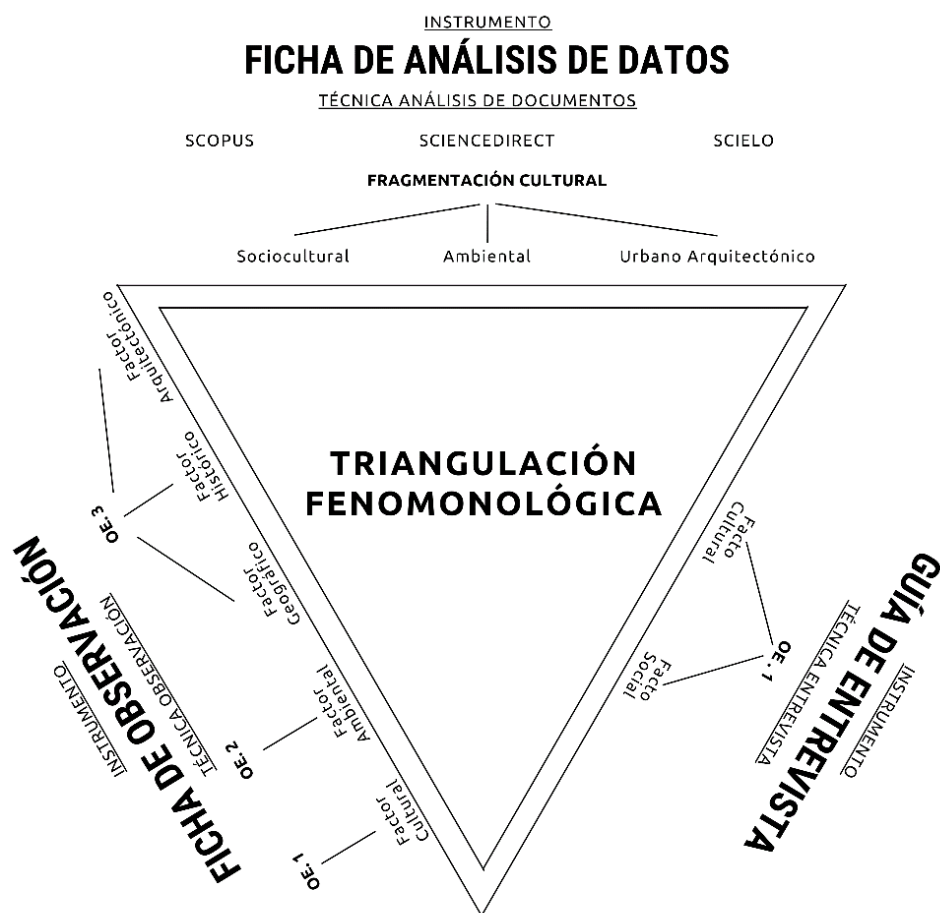 INSTRUMENTO
FICHA DE ANÁLISIS DE DATOS
TÉCNICA ANÁLISIS DE DOCUMENTOS
SCOPUS SCIENCEDIRECT SCIELO
FRAGMENTACIÓN CULTURAL
Sociocultural Ambiental Urbano Arquitectónico
TRIANGULACIÓN
FENOMONOLÓGICA
Factor
Arquitectónico
Factor
Histórico
Factor
Geográfico
OE.3
Factor
Ambiental
OE.2
Factor
Cultural
OE.1
TÉCNICA OBSERVACIÓN
FICHA DE OBSERVACIÓN
INSTRUMENTO
Facto
Cultural
Facto
Social
OE.1
TÉCNICA ENTREVISTA
GUÍA DE ENTREVISTA
INSTRUMENTO